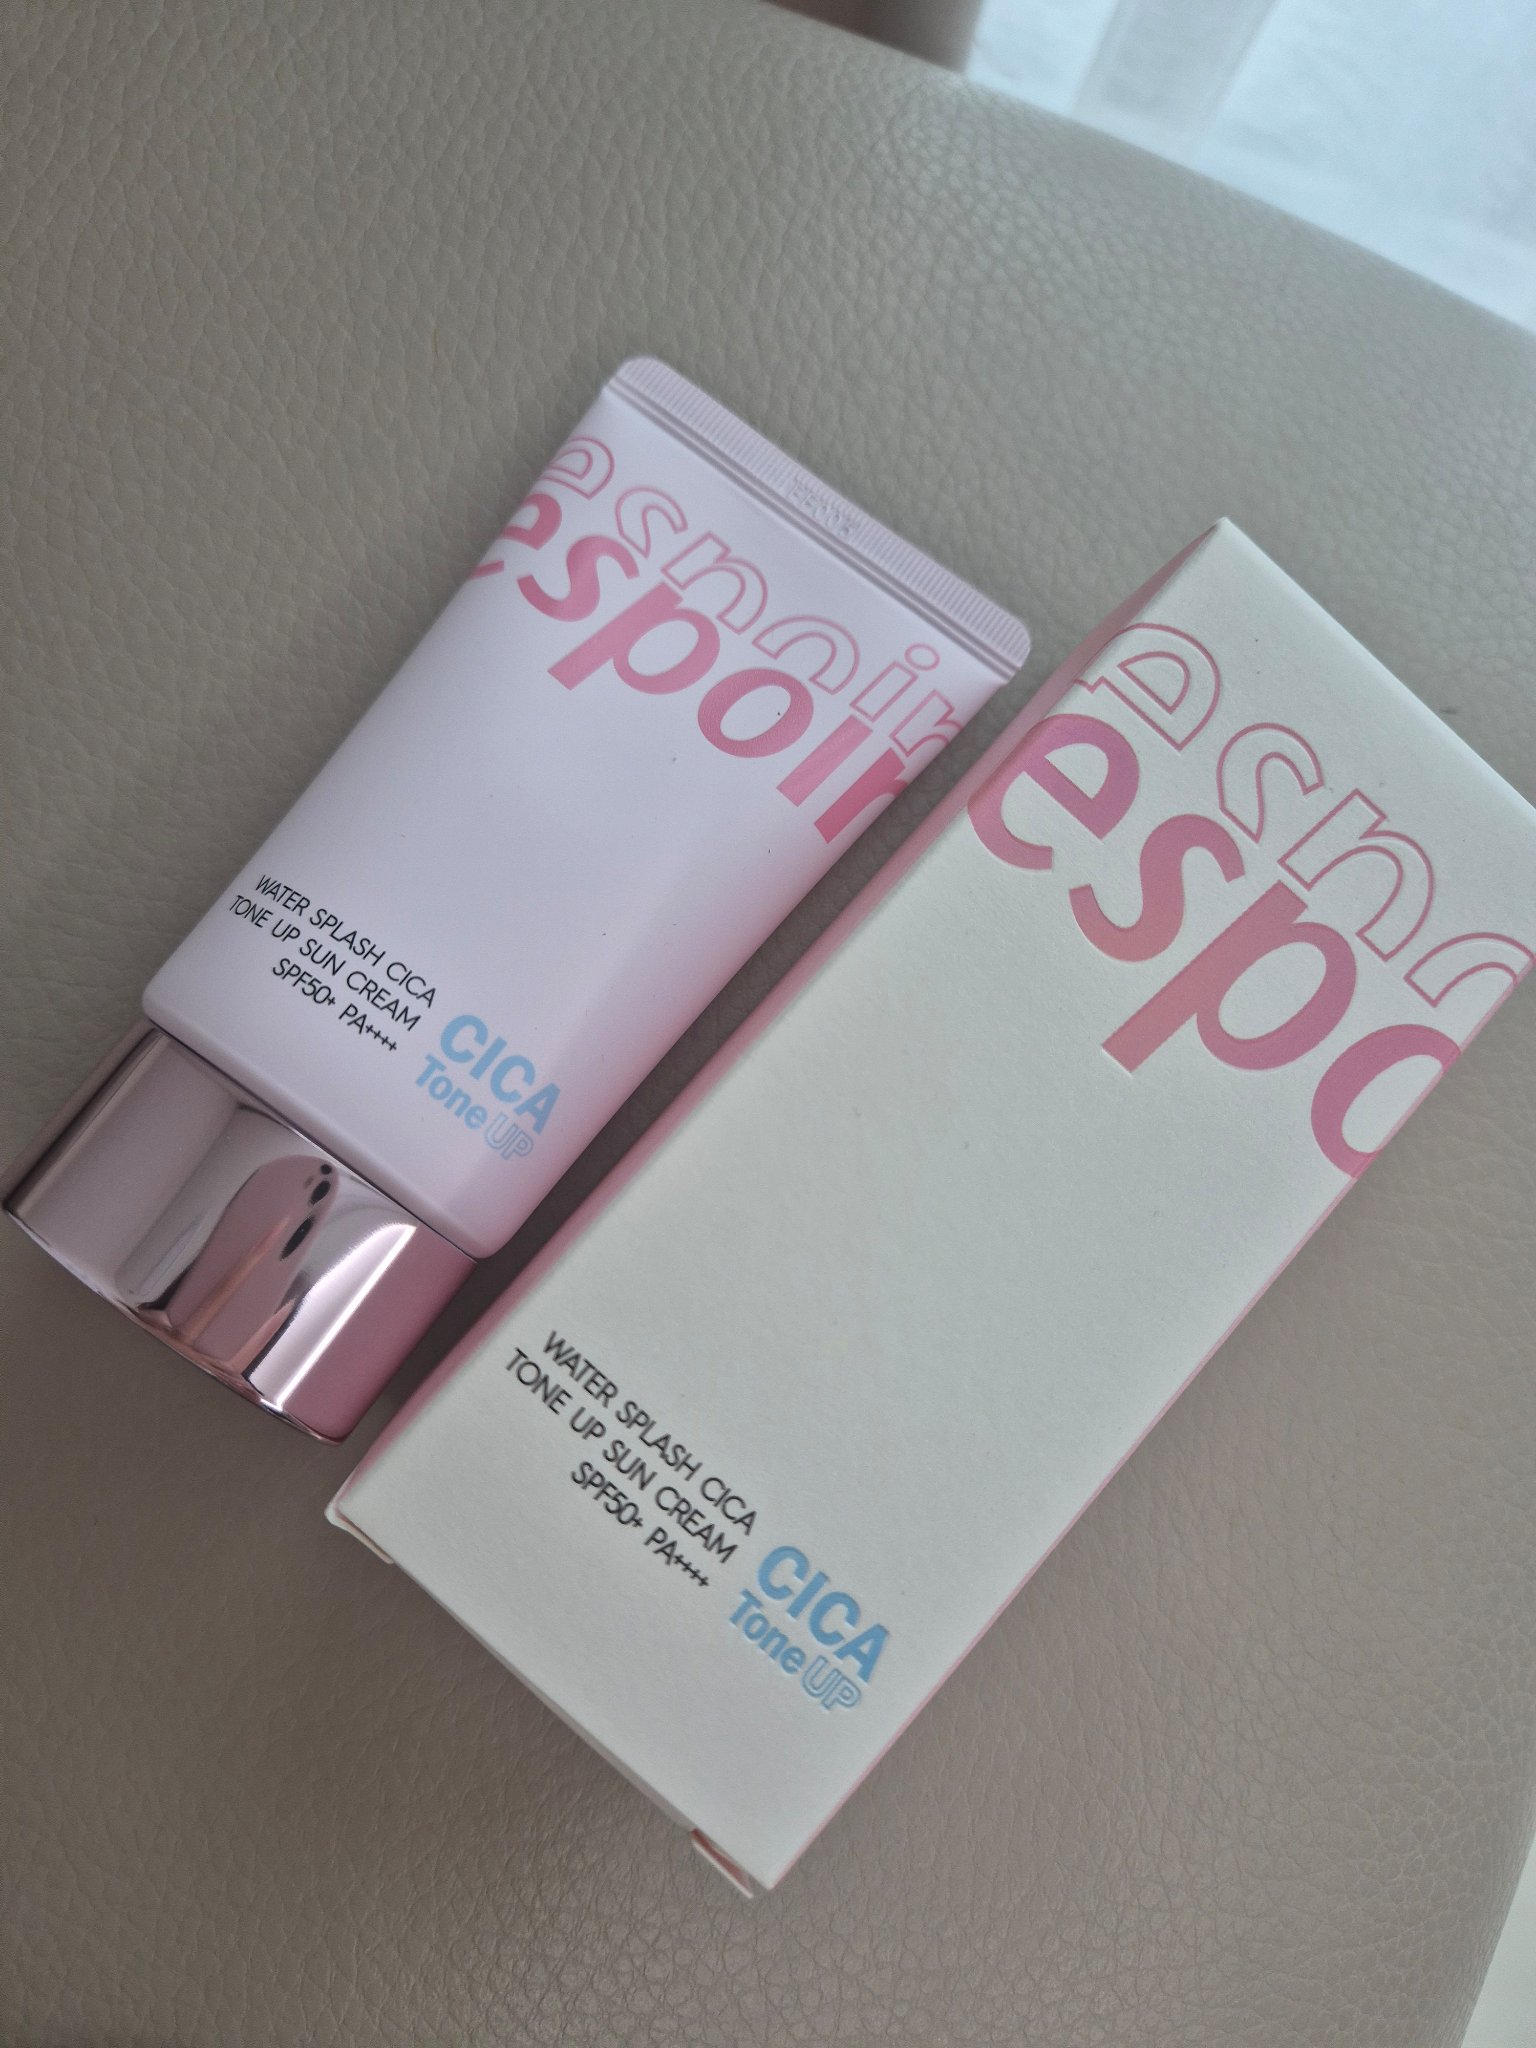 espoir
WATER SPLASH CICA
TONE UP SUN CREAM
SPF50+ PA++++
CICA
Tone UP
espo
WATER SPLASH CICA
TONE UP SUN CREAM
SPF50+ PA++++
CICA
Tone UP